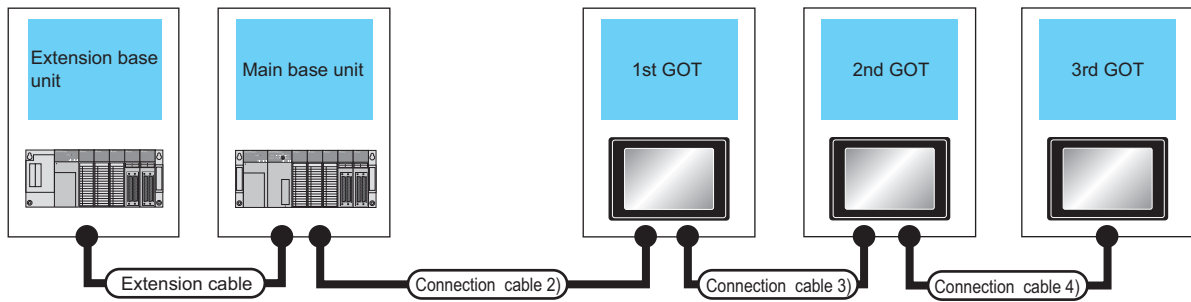 Extension base
unit
Main base unit
1st GOT
2nd GOT
3rd GOT
Extension cable
Connection cable 2)
Connection cable 3)
Connection cable 4)